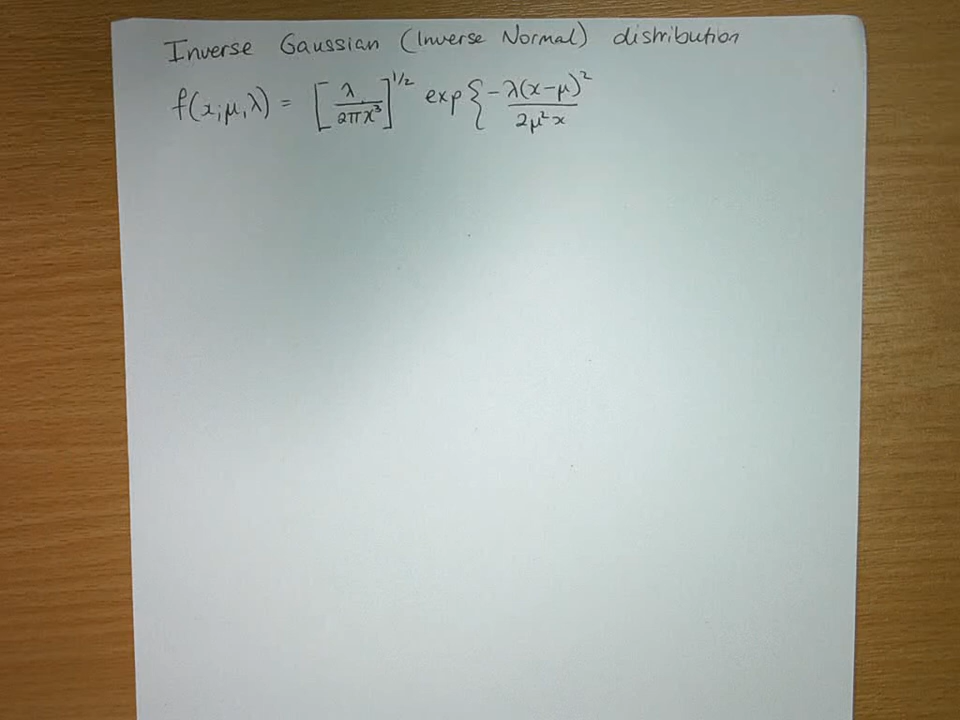 Inverse Gaussian (Inverse Normal) distribution
f(x; μ, λ) = [λ / 2πx³]^1/2 exp{ -λ(x-μ)² / 2μ²x